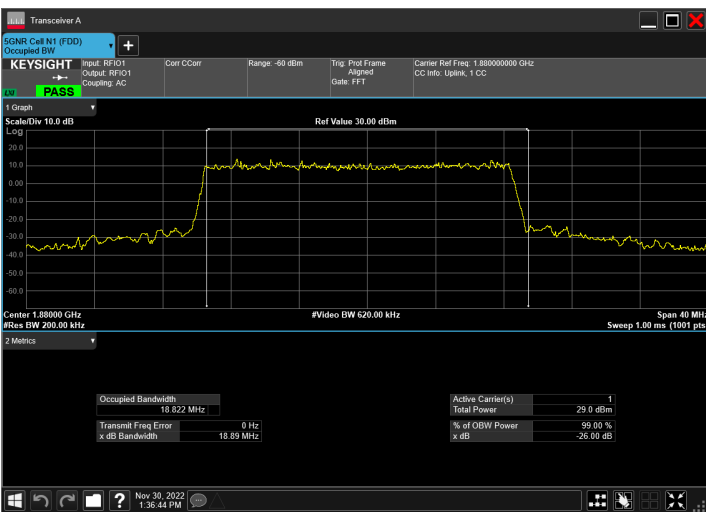 Transceiver A
5GNR Cell N1 (FDD)
Occupied BW
KEYSIGHT
Input: RFIO1
Output: RFIO1
Coupling: AC
PASS
Corr CCorr
Range: -60 dBm
Trig: Prot Frame
Aligned
Gate: FFT
Carrier Ref Freq: 1.880000000 GHz
CC Info: Uplink, 1 CC
1 Graph
Scale/Div 10.0 dB
Ref Value 30.00 dBm
Log
20.0
10.0
0.00
-10.0
-20.0
-30.0
-40.0
-50.0
-60.0
Center 1.88000 GHz
#Video BW 620.00 kHz
Span 40 MHz
#Res BW 200.00 kHz
Sweep 1.00 ms (1001 pts
2 Metrics
Occupied Bandwidth
18.822 MHz
Transmit Freq Error 0 Hz
x dB Bandwidth 18.89 MHz
Active Carrier(s) 1
Total Power 29.0 dBm
% of OBW Power 99.00 %
x dB -26.00 dB
Nov 30, 2022
1:36:44 PM